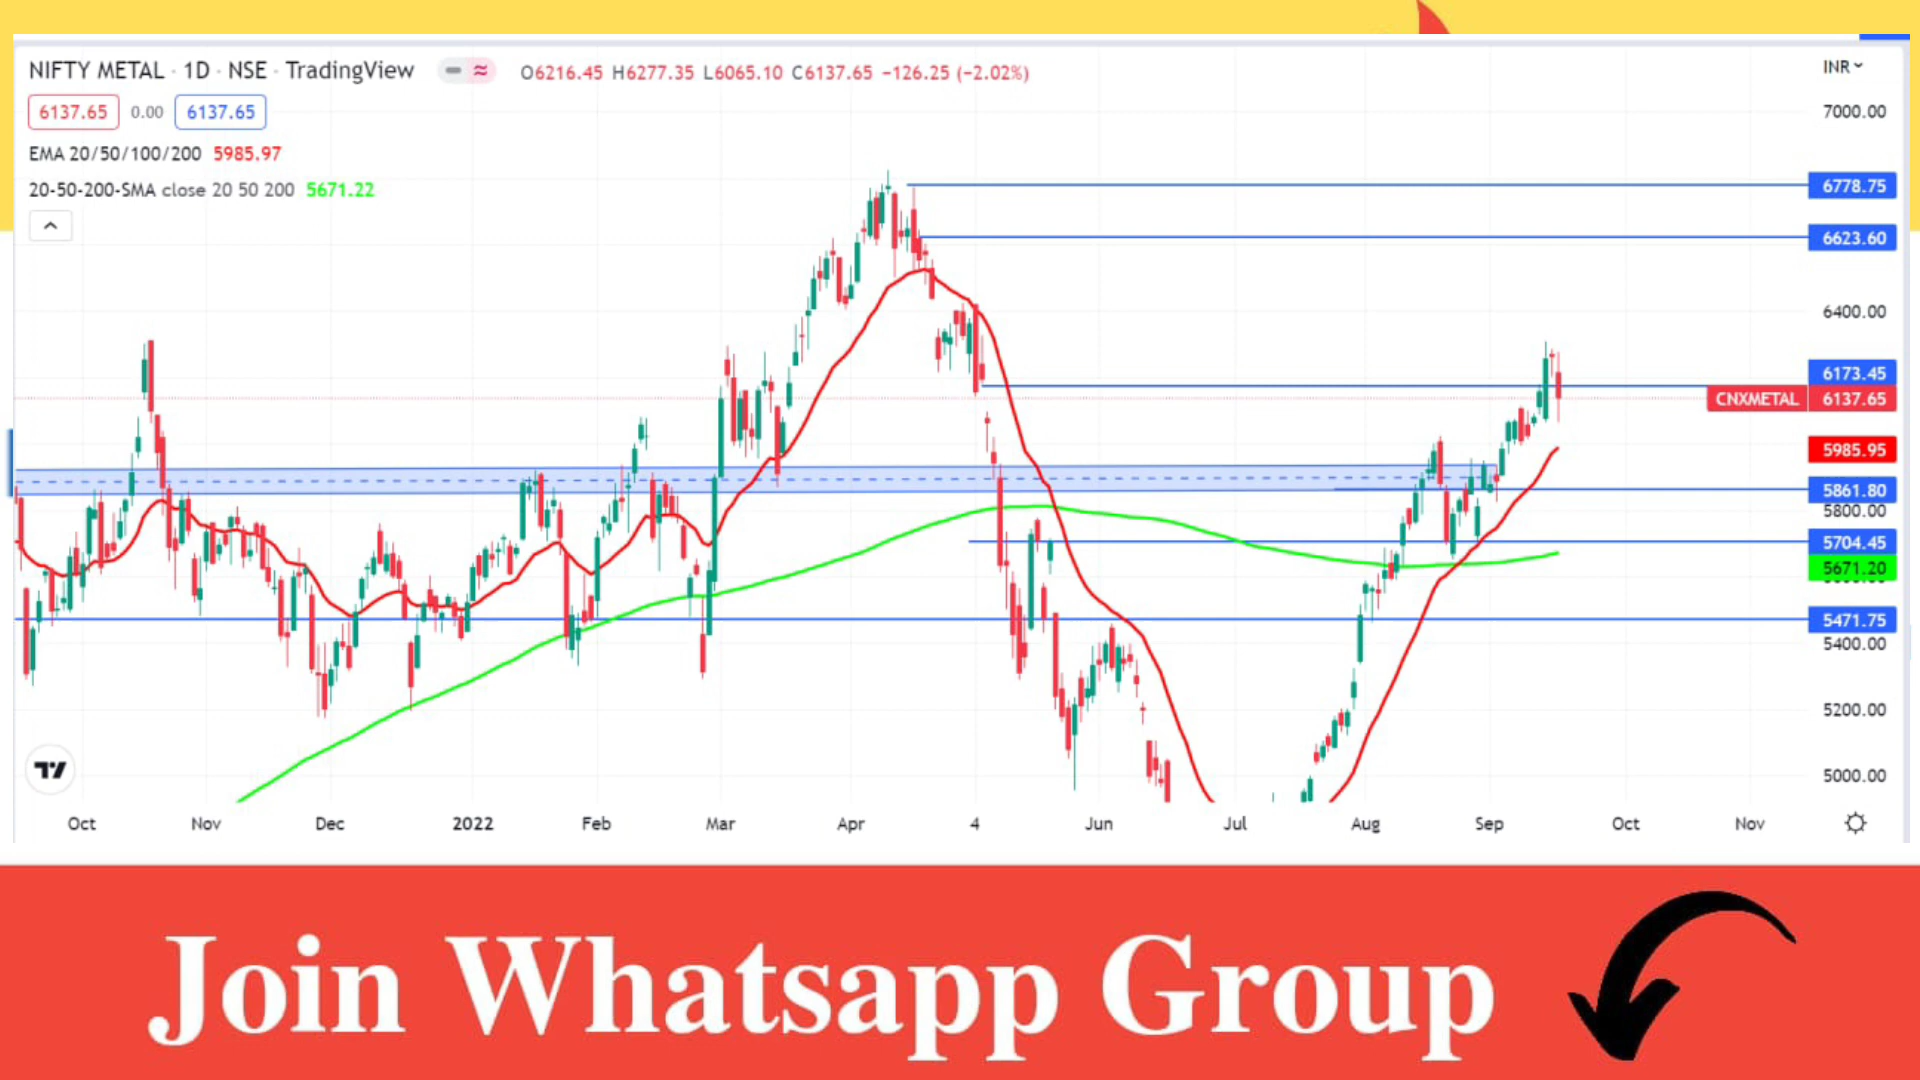 NIFTY METAL · 1D · NSE · TradingView
O6216.45 H6277.35 L6065.10 C6137.65 −126.25 (−2.02%)
INR
6137.65 0.00 6137.65
EMA 20/50/100/200 5985.97
20-50-200-SMA close 20 50 200 5671.22
7000.00
6778.75
6623.60
6400.00
6173.45
CNXMETAL 6137.65
5985.95
5861.80
5800.00
5704.45
5671.20
5471.75
5400.00
5200.00
5000.00
Oct Nov Dec 2022 Feb Mar Apr 4 Jun Jul Aug Sep Oct Nov
Join Whatsapp Group